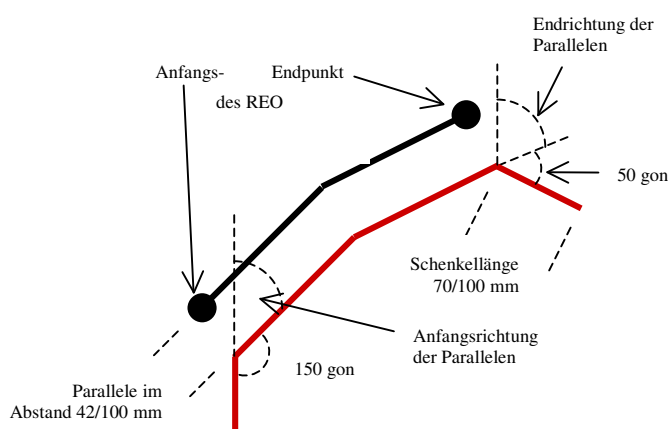 Endrichtung der
Parallelen
Anfangs-
des REO
Endpunkt
50 gon
Schenkellänge
70/100 mm
Anfangsrichtung
der Parallelen
150 gon
Parallele im
Abstand 42/100 mm